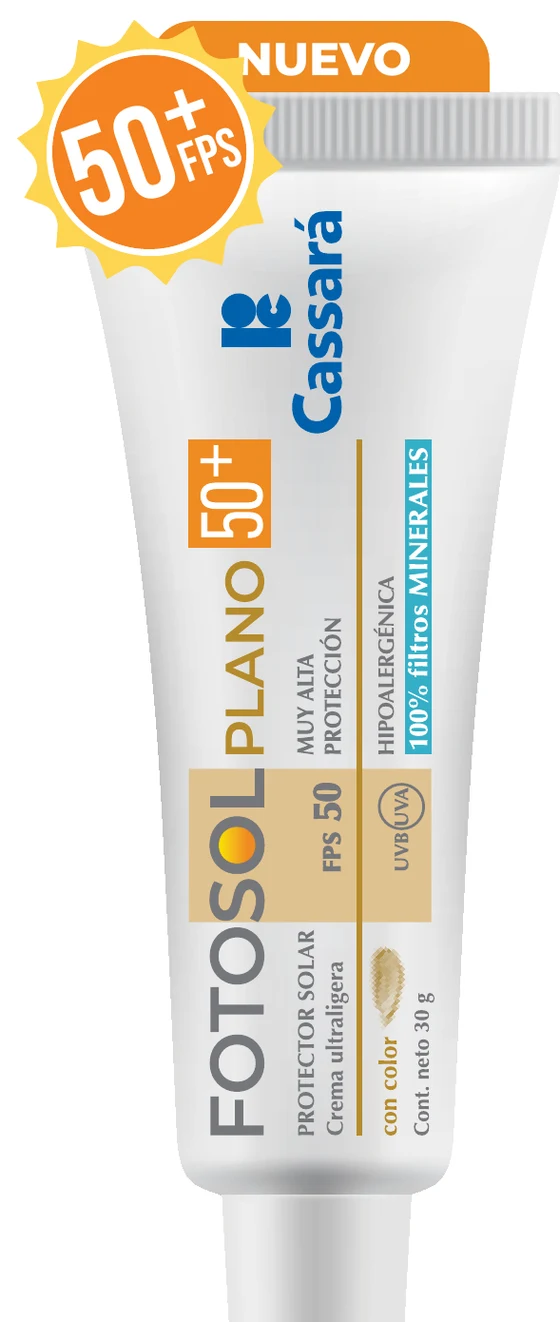 NUEVO
50+
FPS
Cassará
FOTOSOL PLANO 50+
PROTECTOR SOLAR
Crema ultraligera
FPS 50
MUY ALTA
PROTECCIÓN
con color
Cont. neto 30 g
UVB UVA
HIPOALERGÉNICA
100% filtros MINERALES